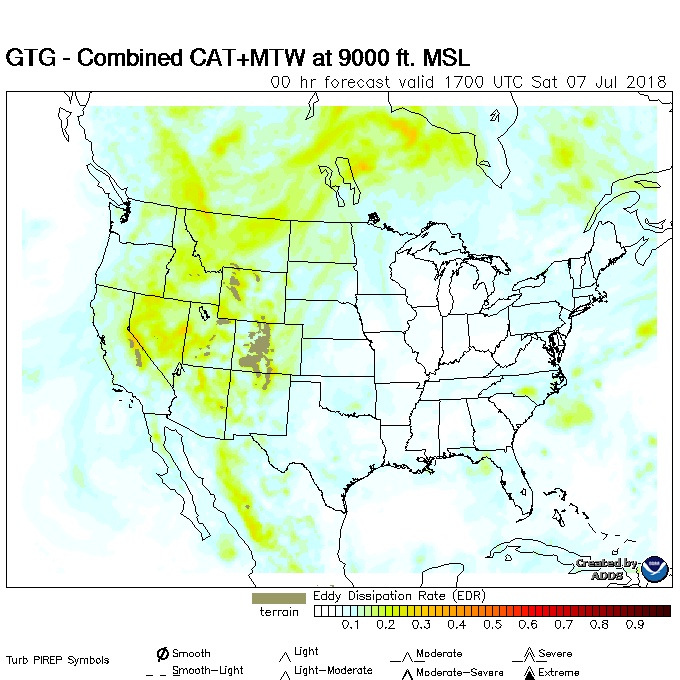 GTG - Combined CAT+MTW at 9000 ft. MSL
00 hr forecast valid 1700 UTC Sat 07 Jul 2018
Created by
ADDS
Eddy Dissipation Rate (EDR)
terrain
0.1 0.2 0.3 0.4 0.5 0.6 0.7 0.8 0.9
Turb PIREP Symbols
Smooth Light Moderate Severe
Smooth-Light Light-Moderate Moderate-Severe Extreme